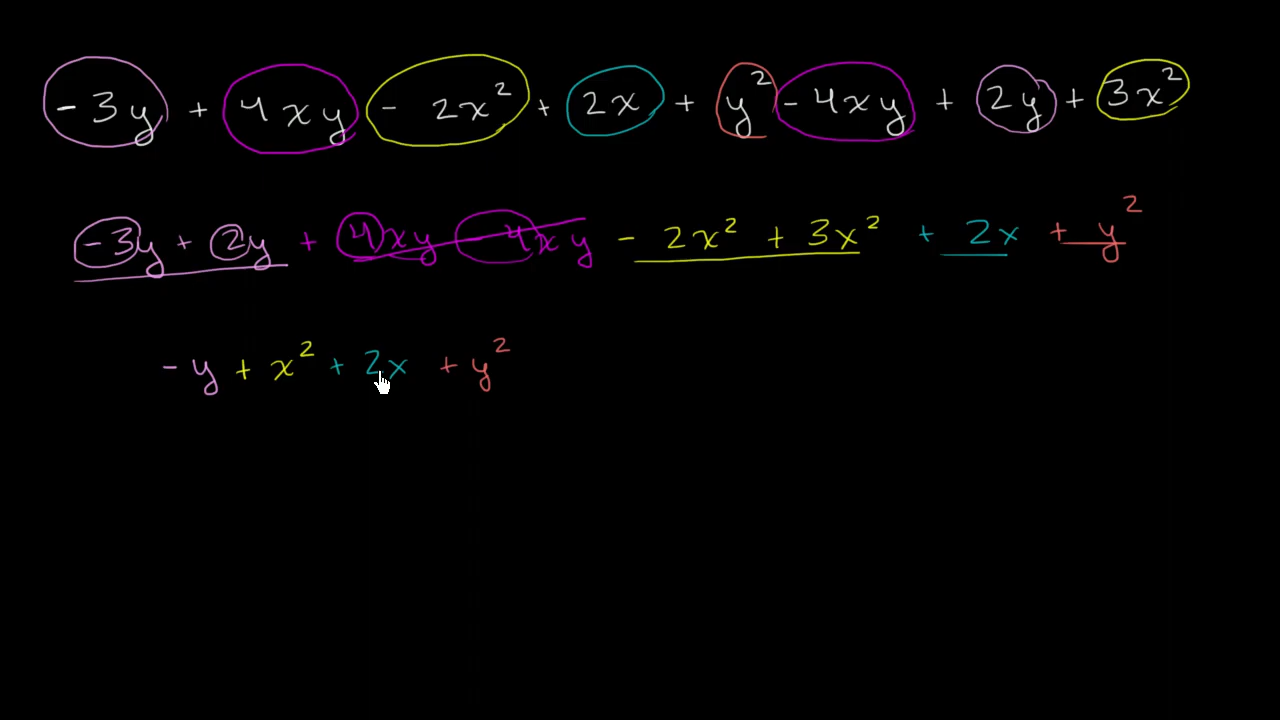 -3y + 4xy - 2x² + 2x + y² - 4xy + 2y + 3x²
-3y + 2y + 4xy - 4xy - 2x² + 3x² + 2x + y²
-y + x² + 2x + y²